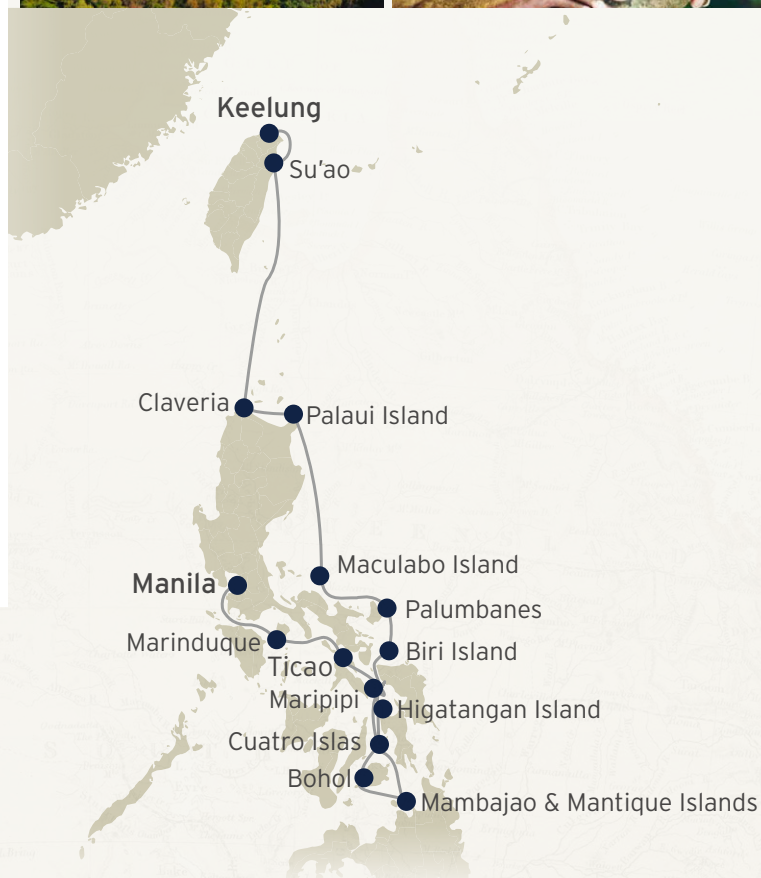 Keelung
Su'ao
Claveria
Palaui Island
Maculabo Island
Manila
Palumbanes
Marinduque
Biri Island
Ticao
Maripipi
Higatangan Island
Cuatro Islas
Bohol
Mambajao & Mantique Islands